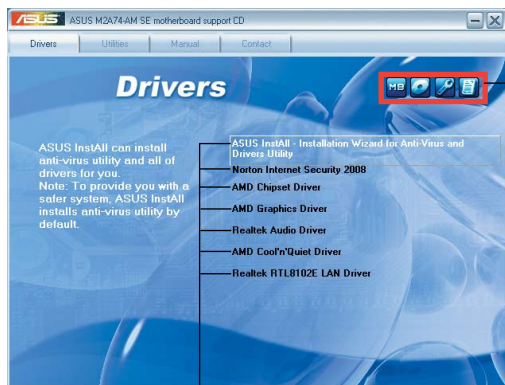 ASUS ASUS M2A74-AM SE motherboard support CD
Drivers Utilities Manual Contact
Drivers
MB
ASUS InstAll can install
anti-virus utility and all of
drivers for you.
Note: To provide you with a
safer system, ASUS InstAll
installs anti-virus utility by
default.
ASUS InstAll - Installation Wizard for Anti-Virus and
Drivers Utility
Norton Internet Security 2008
AMD Chipset Driver
AMD Graphics Driver
Realtek Audio Driver
AMD Cool'n'Quiet Driver
Realtek RTL8102E LAN Driver